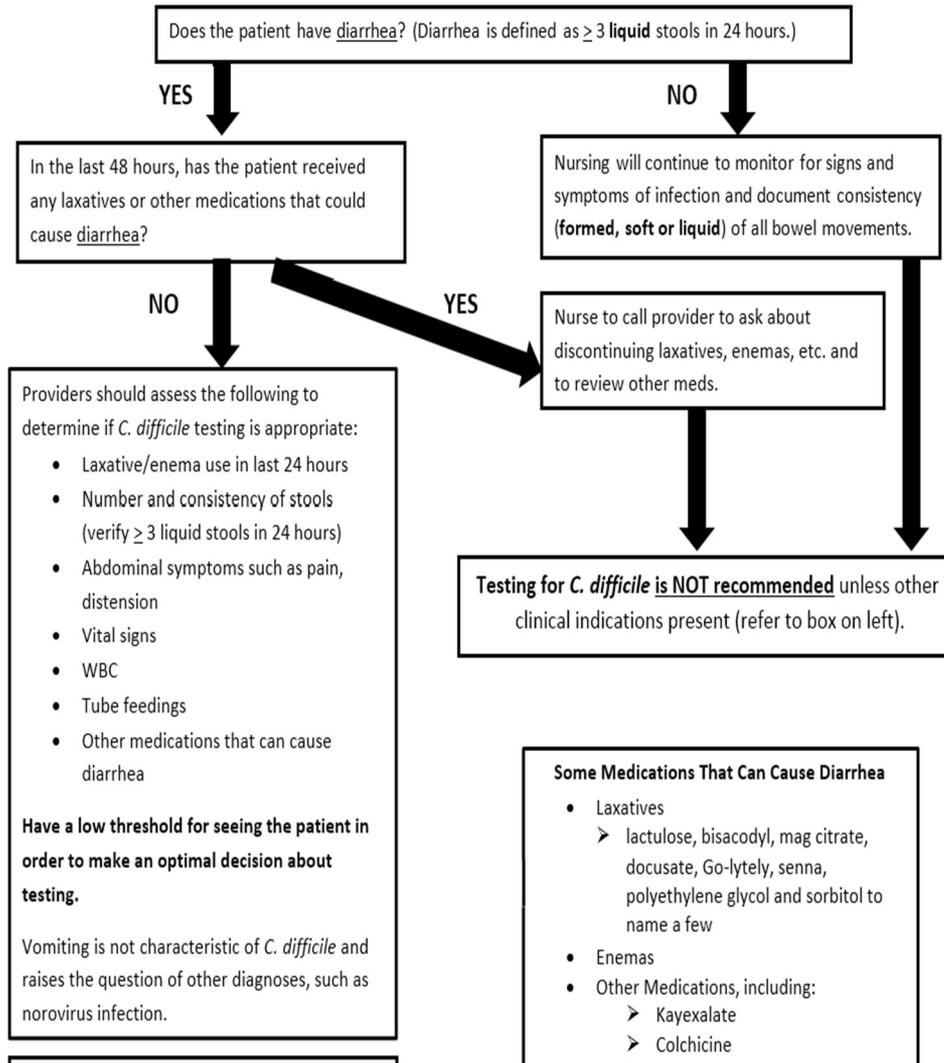 Does the patient have diarrhea? (Diarrhea is defined as ≥ 3 liquid stools in 24 hours.)
YES
NO
In the last 48 hours, has the patient received
any laxatives or other medications that could
cause diarrhea?
Nursing will continue to monitor for signs and
symptoms of infection and document consistency
(formed, soft or liquid) of all bowel movements.
NO
YES
Nurse to call provider to ask about
discontinuing laxatives, enemas, etc. and
to review other meds.
Providers should assess the following to
determine if C. difficile testing is appropriate:
• Laxative/enema use in last 24 hours
• Number and consistency of stools
(verify ≥ 3 liquid stools in 24 hours)
• Abdominal symptoms such as pain,
distension
• Vital signs
• WBC
• Tube feedings
• Other medications that can cause
diarrhea
Have a low threshold for seeing the patient in
order to make an optimal decision about
testing.
Vomiting is not characteristic of C. difficile and
raises the question of other diagnoses, such as
norovirus infection.
Testing for C. difficile is NOT recommended unless other
clinical indications present (refer to box on left).
Some Medications That Can Cause Diarrhea
• Laxatives
➢ lactulose, bisacodyl, mag citrate,
docusate, Go-lytely, senna,
polyethylene glycol and sorbitol to
name a few
• Enemas
• Other Medications, including:
➢ Kayexalate
➢ Colchicine